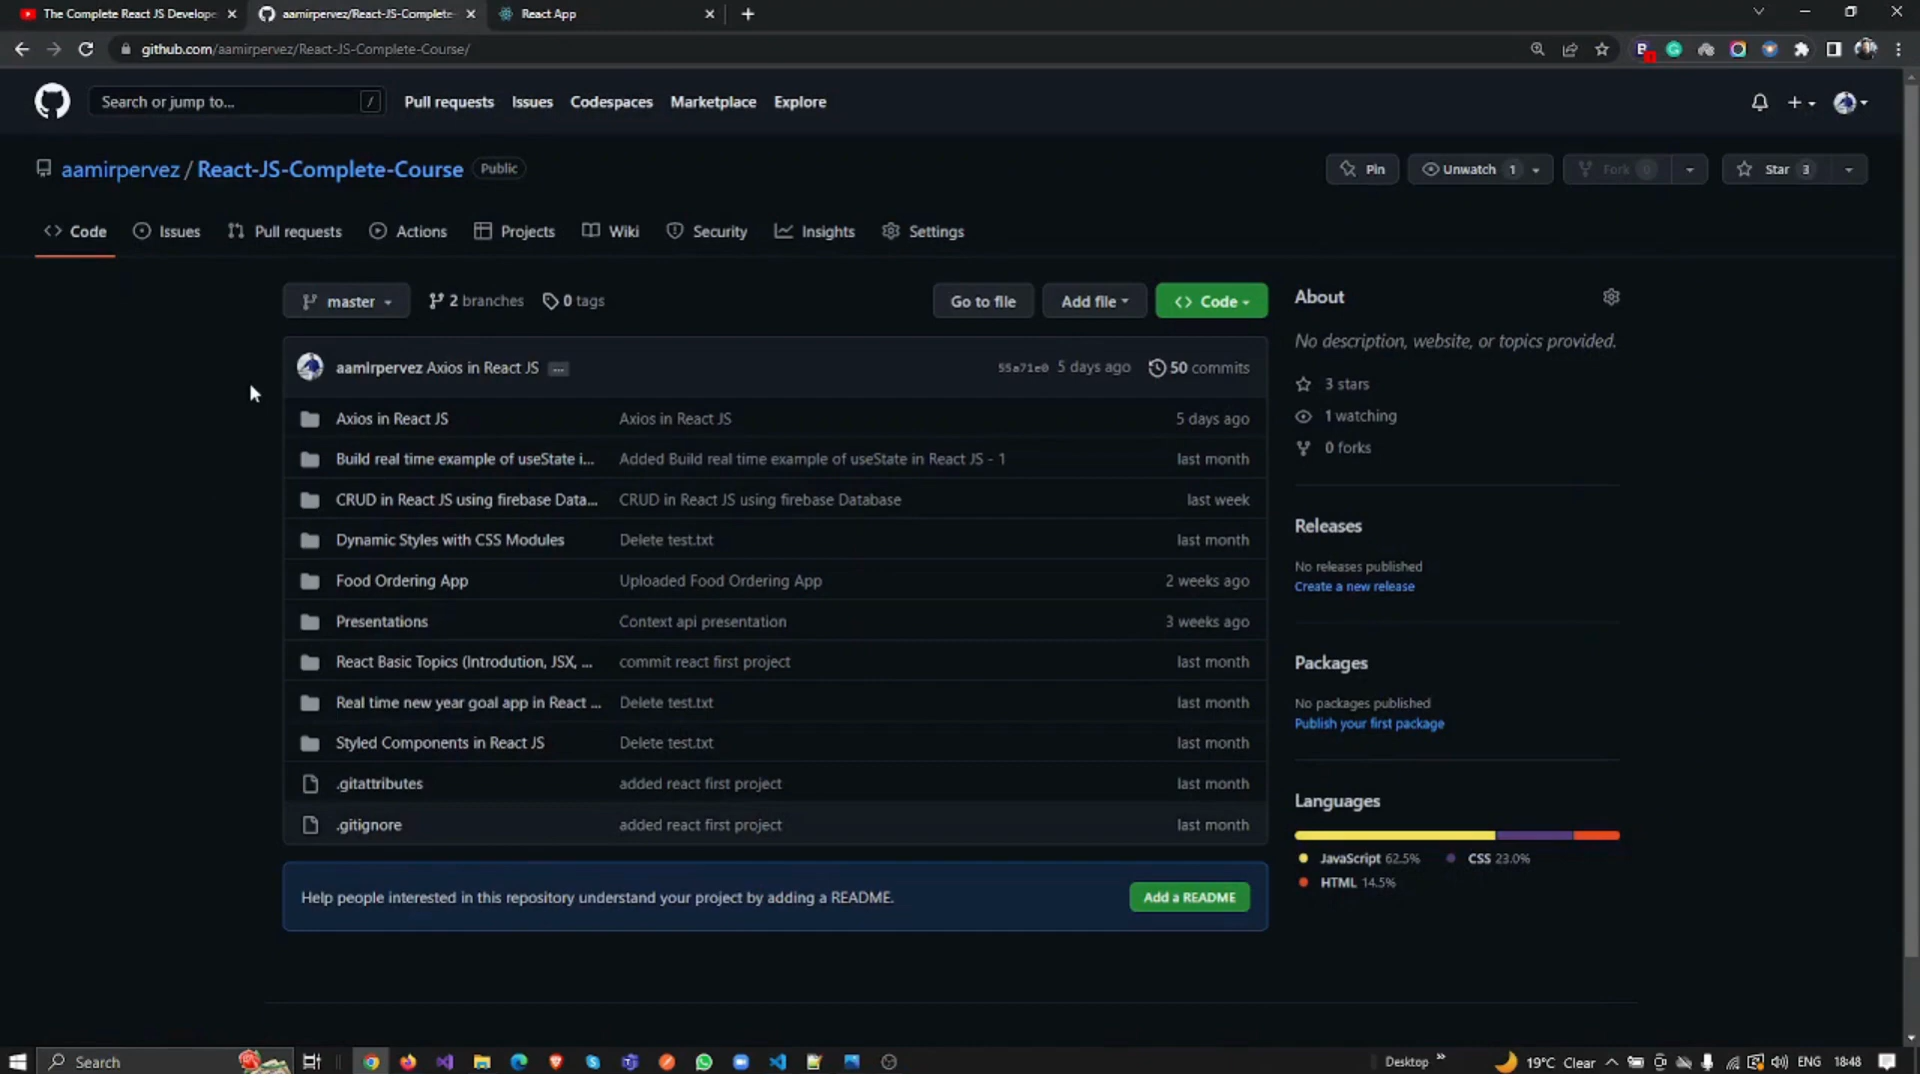 The Complete React JS Develope
aamirpervez/React-JS-Complete-
React App
github.com/aamirpervez/React-JS-Complete-Course/
Search or jump to... /
Pull requests Issues Codespaces Marketplace Explore
aamirpervez / React-JS-Complete-Course Public
Pin Unwatch 1 Fork 0 Star 3
Code Issues Pull requests Actions Projects Wiki Security Insights Settings
master 2 branches 0 tags Go to file Add file Code
aamirpervez Axios in React JS ... 55a71e0 5 days ago 50 commits
Axios in React JS Axios in React JS 5 days ago
Build real time example of useState i... Added Build real time example of useState in React JS - 1 last month
CRUD in React JS using firebase Data... CRUD in React JS using firebase Database last week
Dynamic Styles with CSS Modules Delete test.txt last month
Food Ordering App Uploaded Food Ordering App 2 weeks ago
Presentations Context api presentation 3 weeks ago
React Basic Topics (Introdution, JSX, ... commit react first project last month
Real time new year goal app in React ... Delete test.txt last month
Styled Components in React JS Delete test.txt last month
.gitattributes added react first project last month
.gitignore added react first project last month
Help people interested in this repository understand your project by adding a README. Add a README
About
No description, website, or topics provided.
3 stars
1 watching
0 forks
Releases
No releases published
Create a new release
Packages
No packages published
Publish your first package
Languages
JavaScript 62.5% CSS 23.0%
HTML 14.5%
Search Desktop 19°C Clear ENG 18:48